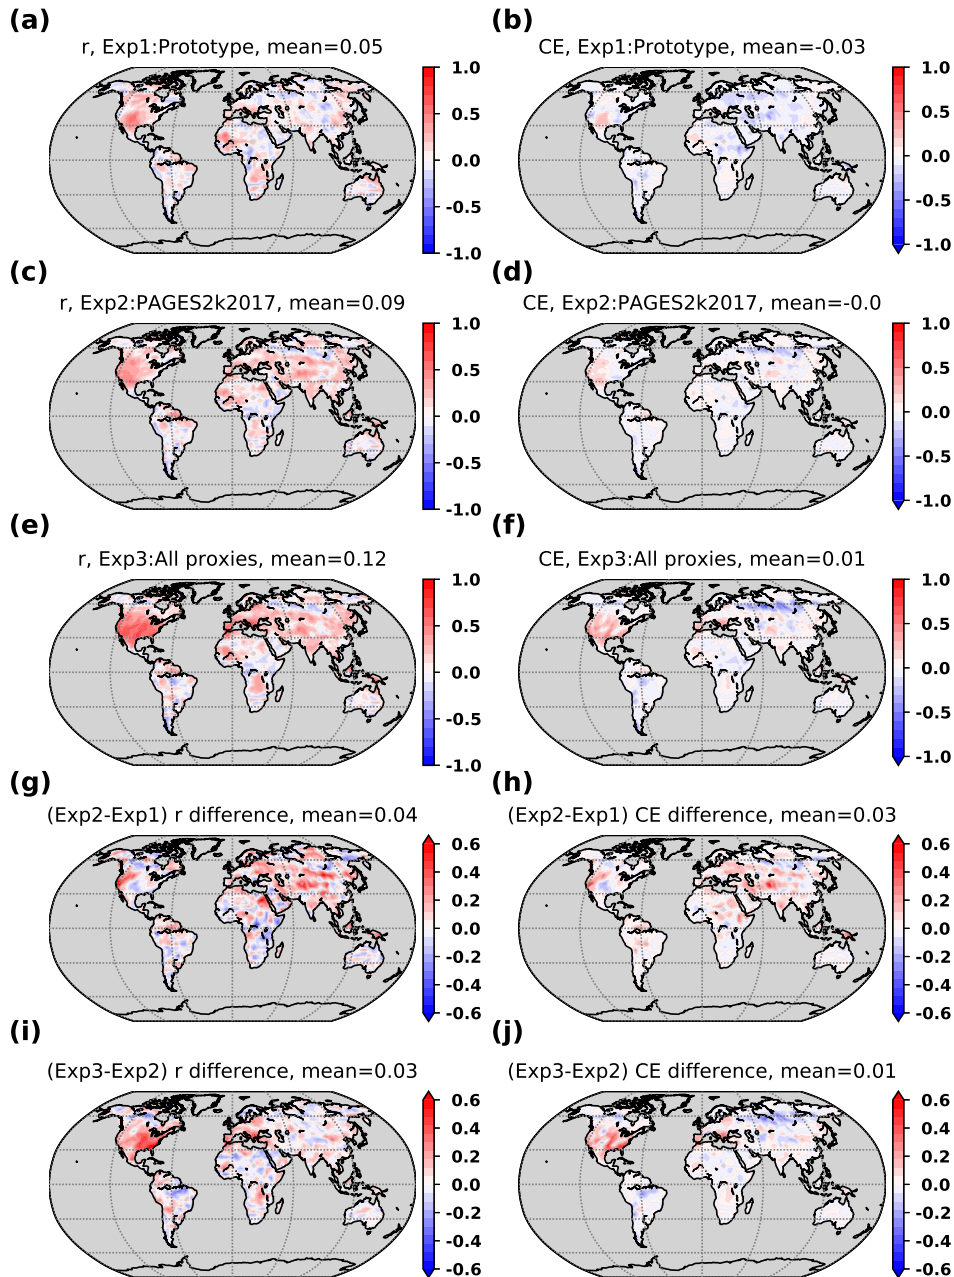 (a)
r, Exp1:Prototype, mean=0.05
1.0
0.5
0.0
-0.5
-1.0
(b)
CE, Exp1:Prototype, mean=-0.03
1.0
0.5
0.0
-0.5
-1.0
(c)
r, Exp2:PAGES2k2017, mean=0.09
1.0
0.5
0.0
-0.5
-1.0
(d)
CE, Exp2:PAGES2k2017, mean=-0.0
1.0
0.5
0.0
-0.5
-1.0
(e)
r, Exp3:All proxies, mean=0.12
1.0
0.5
0.0
-0.5
-1.0
(f)
CE, Exp3:All proxies, mean=0.01
1.0
0.5
0.0
-0.5
-1.0
(g)
(Exp2-Exp1) r difference, mean=0.04
0.6
0.4
0.2
0.0
-0.2
-0.4
-0.6
(h)
(Exp2-Exp1) CE difference, mean=0.03
0.6
0.4
0.2
0.0
-0.2
-0.4
-0.6
(i)
(Exp3-Exp2) r difference, mean=0.03
0.6
0.4
0.2
0.0
-0.2
-0.4
-0.6
(j)
(Exp3-Exp2) CE difference, mean=0.01
0.6
0.4
0.2
0.0
-0.2
-0.4
-0.6